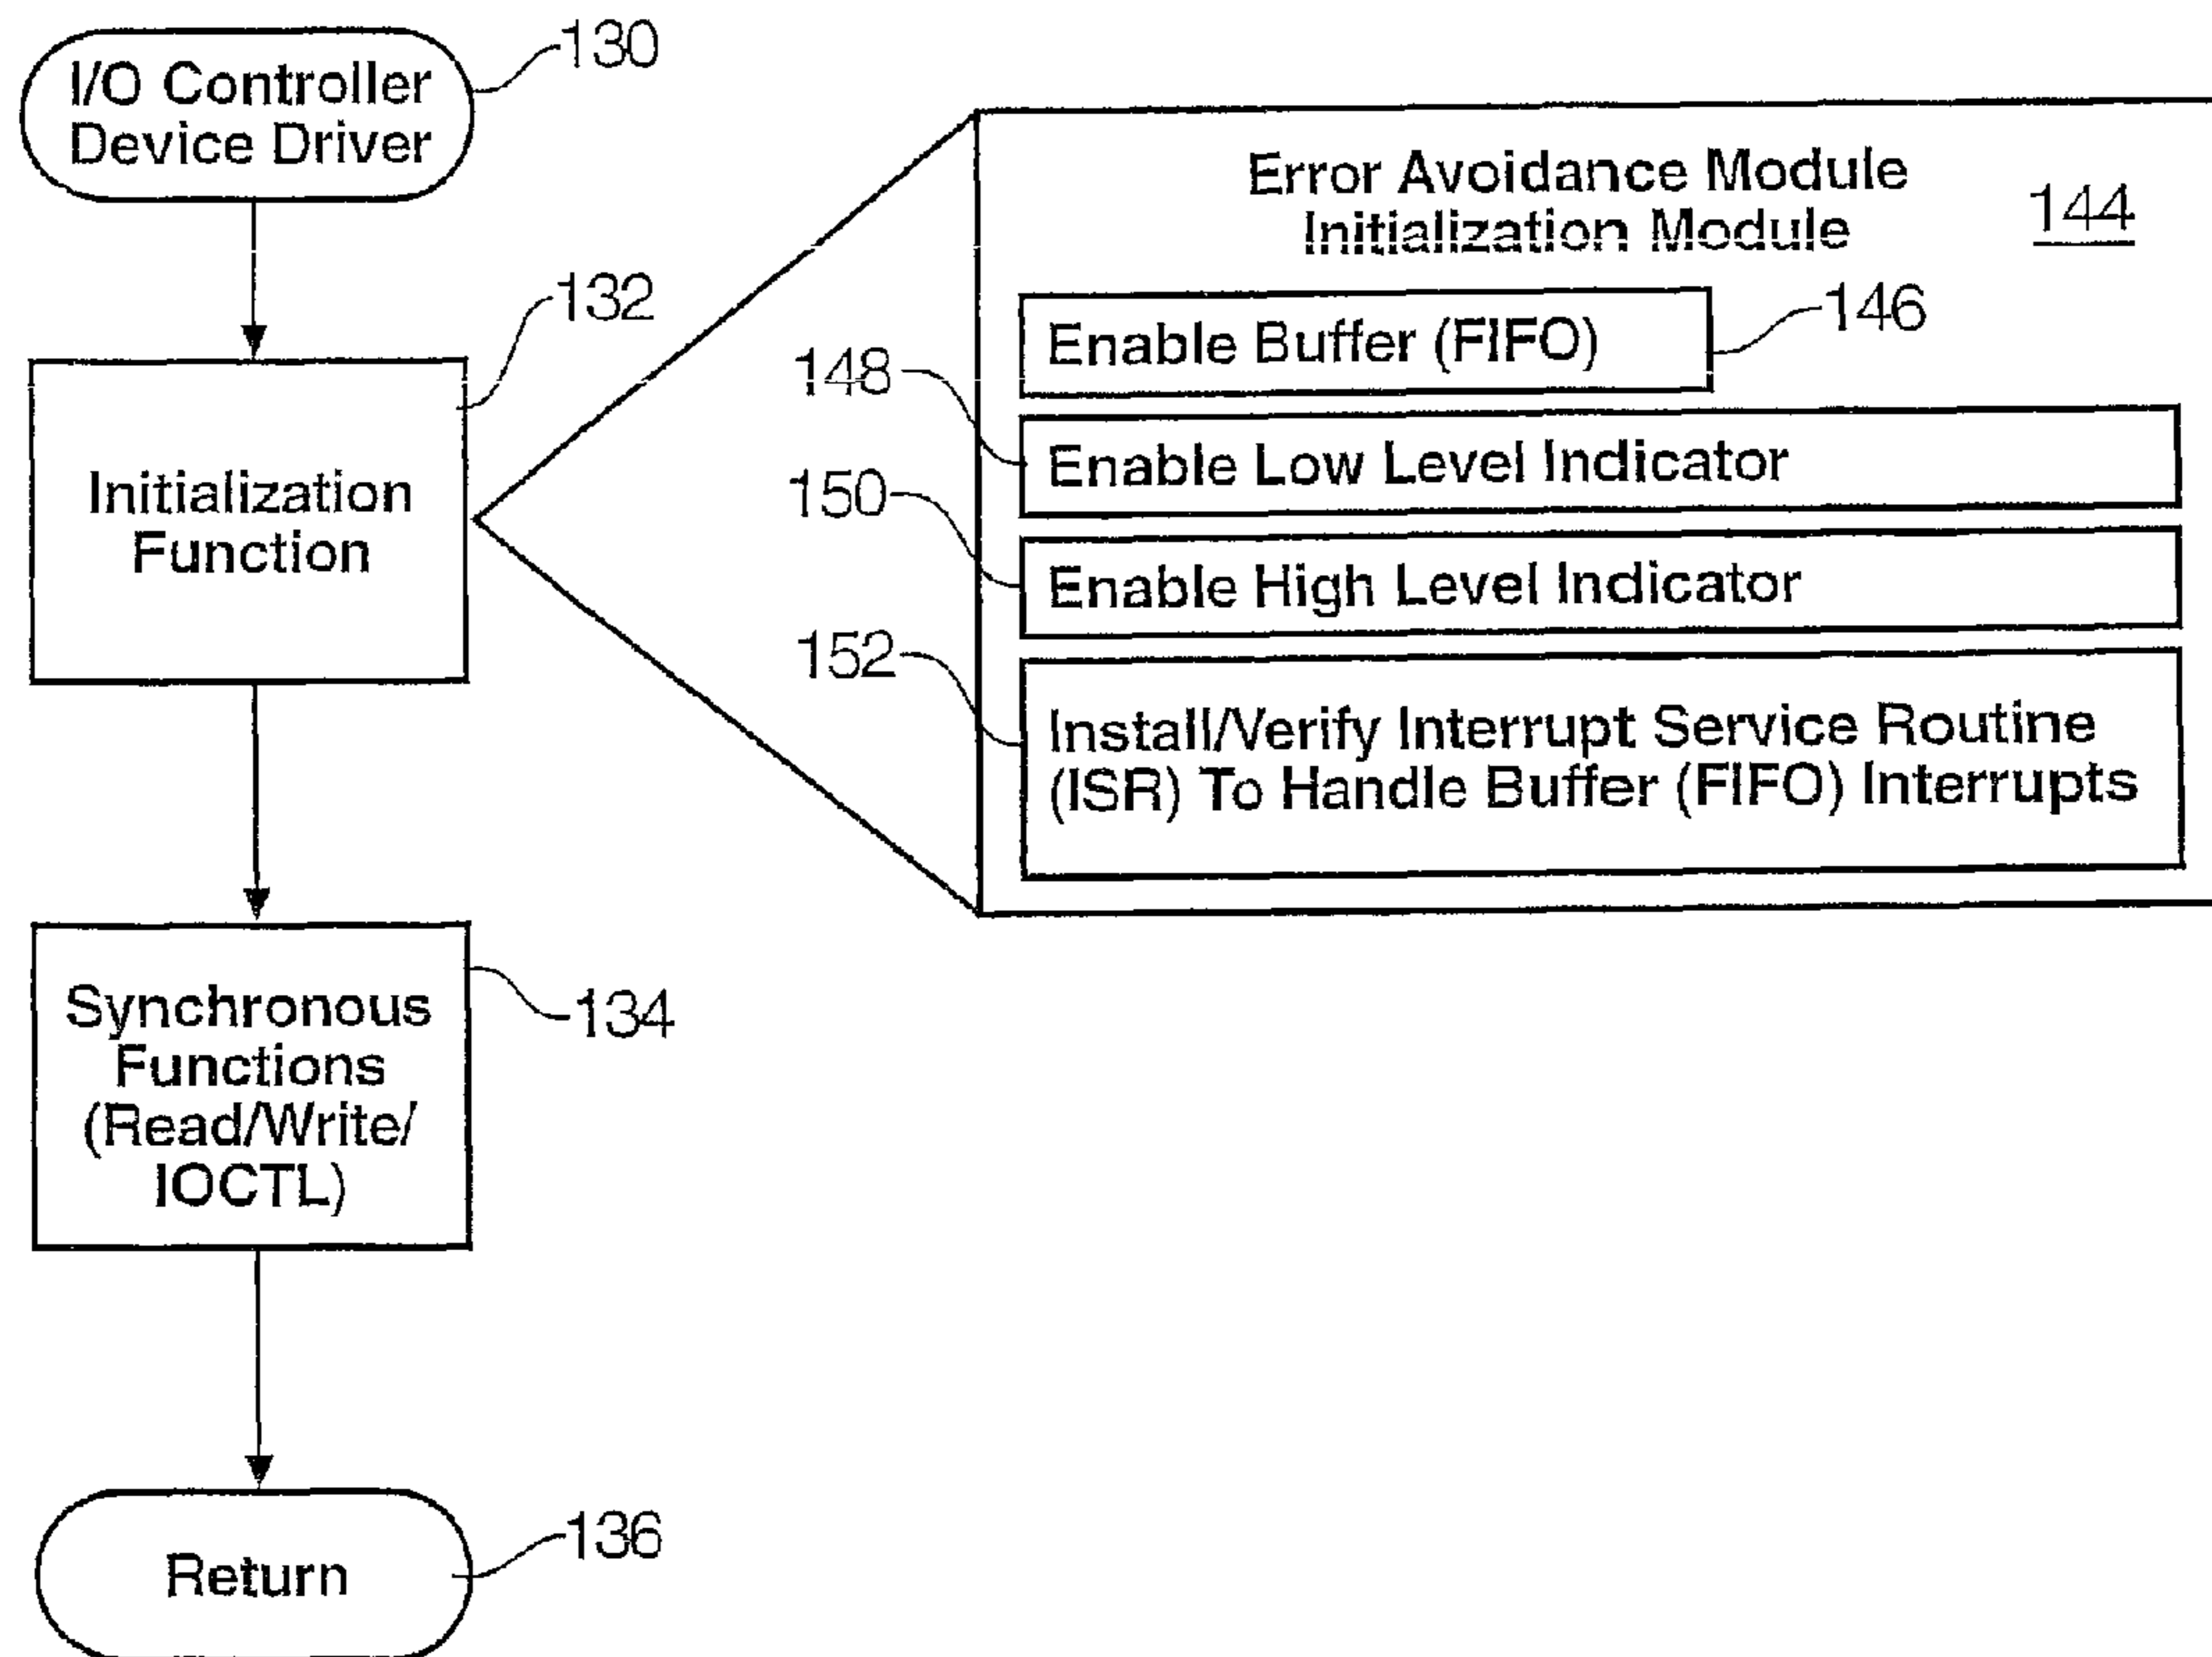 I/O Controller
Device Driver
130
132
Initialization
Function
Synchronous
Functions
(Read/Write/
IOCTL)
134
Return
136
Error Avoidance Module
Initialization Module
144
Enable Buffer (FIFO)
146
148
Enable Low Level Indicator
150
Enable High Level Indicator
152
Install/Verify Interrupt Service Routine
(ISR) To Handle Buffer (FIFO) Interrupts